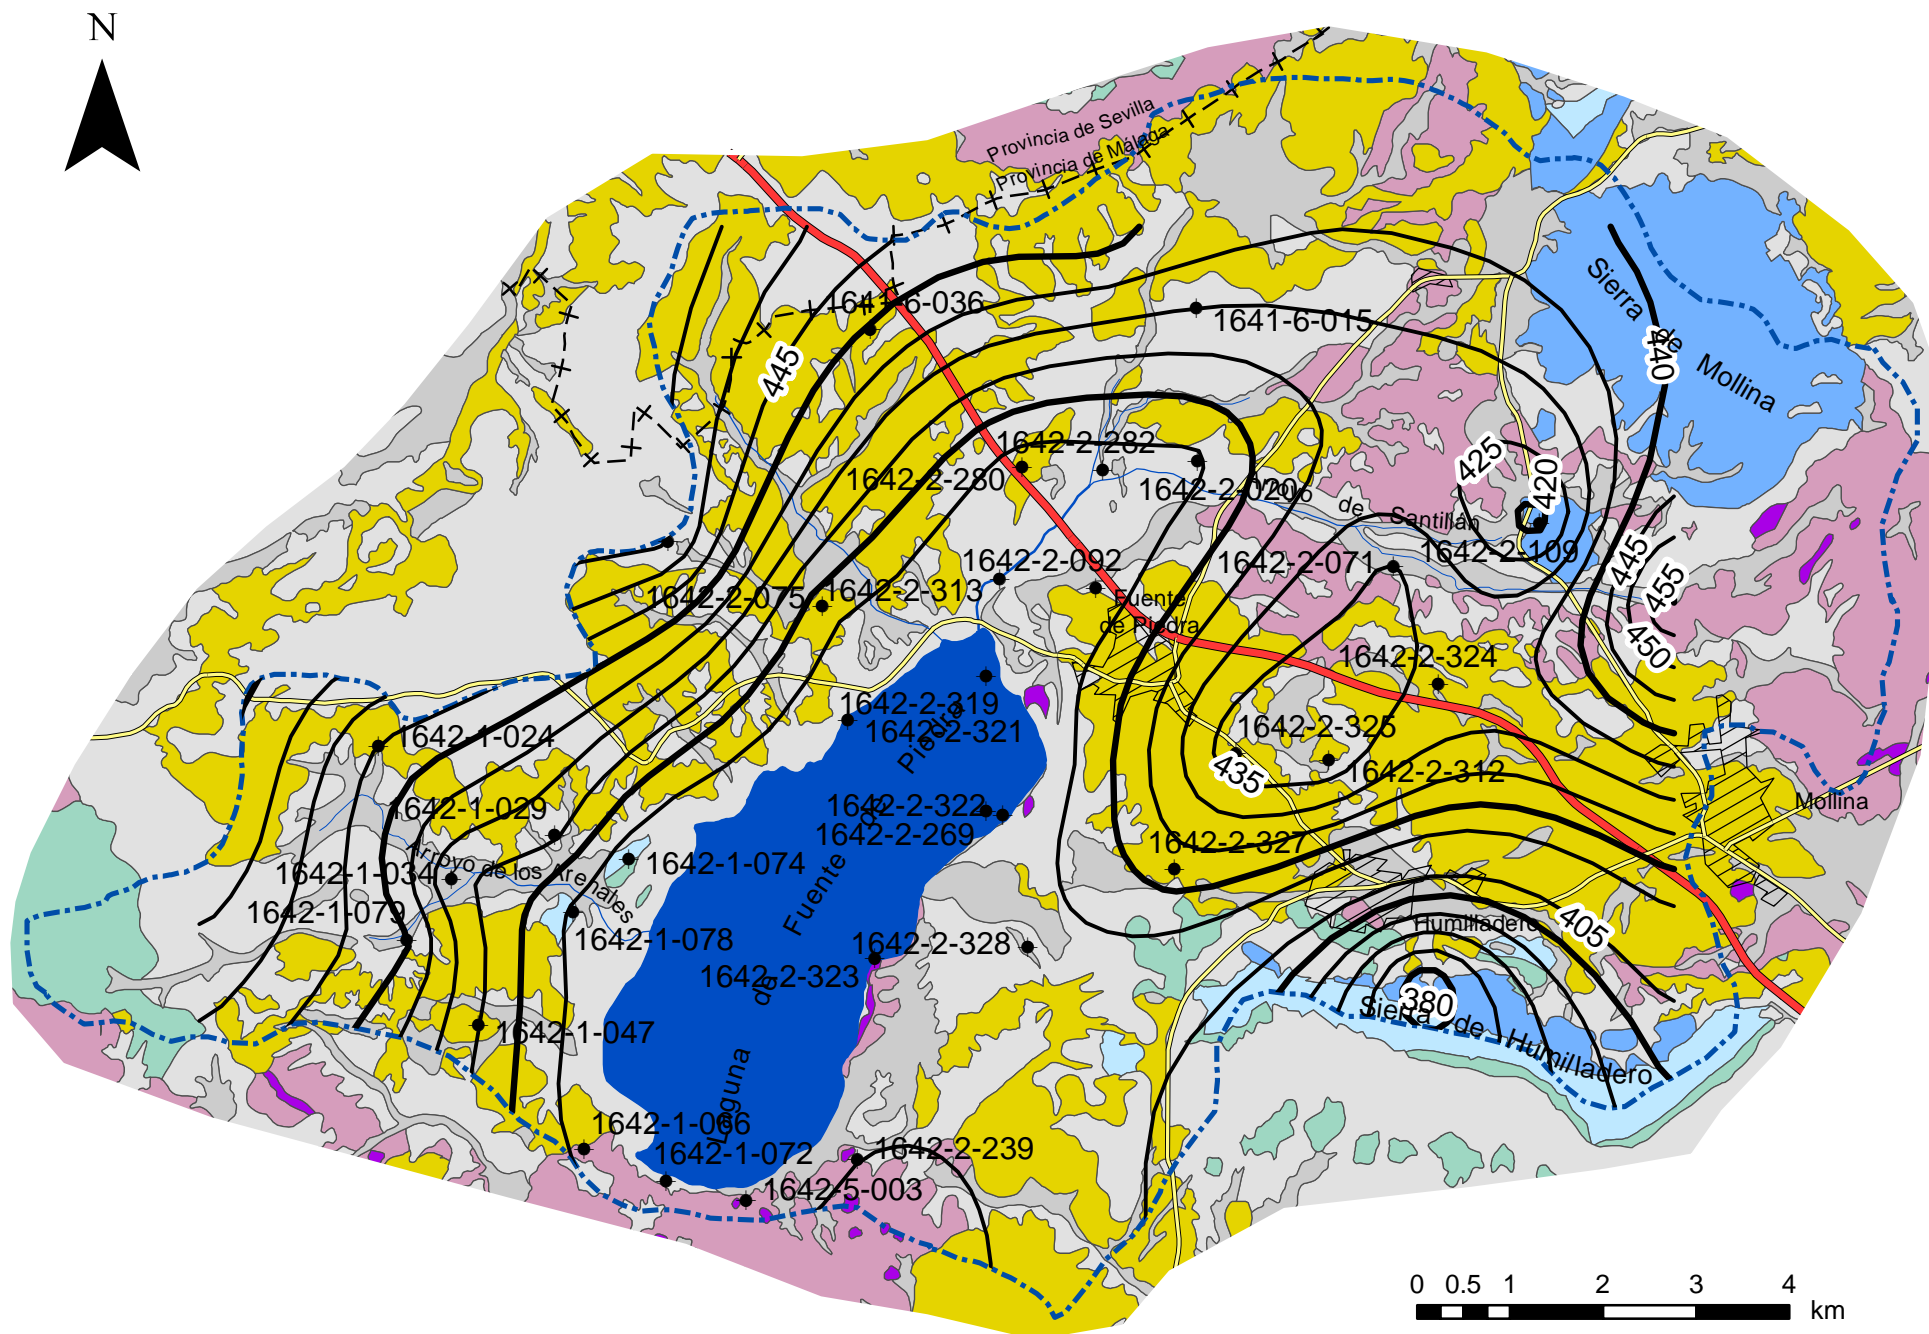 N
Provincia de Sevilla
Provincia de Málaga
1641-6-036
1641-6-015
Sierra de Mollina
440
445
425
420
1642-2-282
1642-2-280
1642-2-020
de Santillán
1642-2-109
1642-2-092
1642-2-071
445
455
450
1642-2-075
1642-2-313
Fuente
de Piedra
1642-2-324
1642-2-319
1642-2-321
1642-2-325
435
1642-2-312
1642-1-024
1642-1-029
1642-2-322
1642-2-269
1642-2-327
Mollina
Arroyo de los Arenales
1642-1-074
1642-1-034
1642-1-079
1642-1-078
1642-2-328
1642-2-323
Humilladero
405
380
Sierra de Humilladero
Laguna de Fuente de Piedra
1642-1-047
1642-1-066
1642-1-072
1642-2-239
1642-5-003
0 0.5 1 2 3 4
km